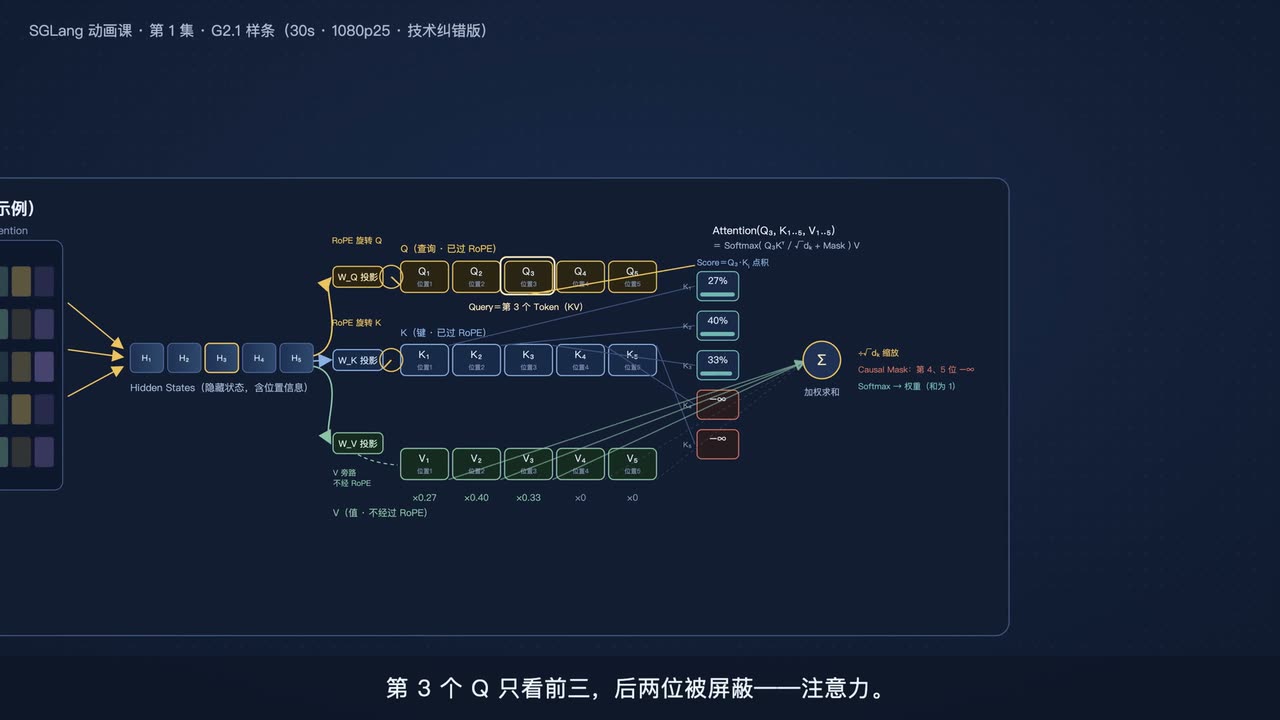 SGLang 动画课 · 第 1 集 · G2.1 样条（30s · 1080p25 · 技术纠错版）
示例）
ention
Attention(Q₃, K₁..₅, V₁..₅)
= Softmax( Q₃Kᵀ / √dₖ + Mask ) V
RoPE 旋转 Q
Q（查询 · 已过 RoPE）
Score=Q₃·Kⱼ 点积
W_Q 投影
Q₁ Q₂ Q₃ Q₄ Q₅
位置1 位置2 位置3 位置4 位置5
K₁ 27%
Query=第 3 个 Token（KV）
RoPE 旋转 K
K（键 · 已过 RoPE）
K₂ 40%
H₁ H₂ H₃ H₄ H₅
W_K 投影
K₁ K₂ K₃ K₄ K₅
位置1 位置2 位置3 位置4 位置5
K₃ 33%
Σ
÷√dₖ 缩放
Causal Mask: 第 4、5 位 −∞
Softmax → 权重（和为 1）
Hidden States（隐藏状态，含位置信息）
加权求和
K₄ −∞
K₅ −∞
W_V 投影
V₁ V₂ V₃ V₄ V₅
位置1 位置2 位置3 位置4 位置5
V 旁路
不经 RoPE
×0.27 ×0.40 ×0.33 ×0 ×0
V（值 · 不经过 RoPE）
第 3 个 Q 只看前三，后两位被屏蔽——注意力。